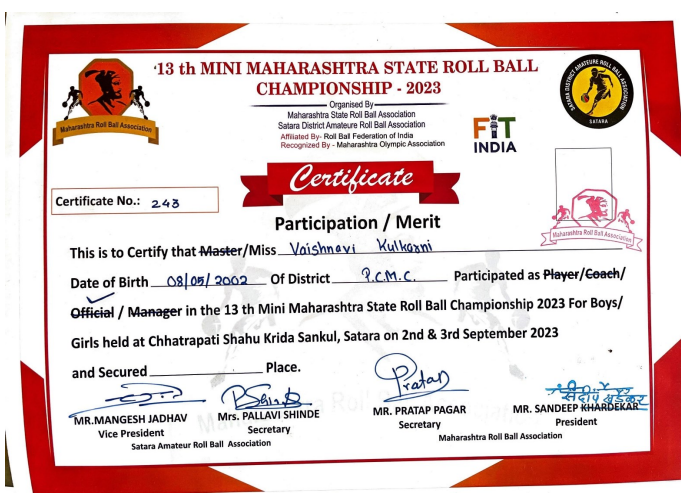 '13 th MINI MAHARASHTRA STATE ROLL BALL
CHAMPIONSHIP - 2023
Organised By
Maharashtra State Roll Ball Association
Satara District Amateure Roll Ball Association
Affiliated By- Roll Ball Federation of India
Recognized By - Maharashtra Olympic Association
Maharashtra Roll Ball Association
SATARA DISTRICT AMATEURE ROLL BALL ASSOCIATION
SATARA
FIT
INDIA
Certificate
Certificate No.: 243
Maharashtra Roll Ball Association
Participation / Merit
This is to Certify that Master/Miss Vaishnavi Kulkarni
Date of Birth 08/05/2002 Of District P.C.M.C. Participated as Player/Coach/
Official / Manager in the 13 th Mini Maharashtra State Roll Ball Championship 2023 For Boys/
Girls held at Chhatrapati Shahu Krida Sankul, Satara on 2nd & 3rd September 2023
and Secured Place.
PShinde
Pratap
संदीप खर्डेकर
MR.MANGESH JADHAV
Vice President
Mrs. PALLAVI SHINDE
Secretary
Satara Amateur Roll Ball Association
MR. PRATAP PAGAR
Secretary
MR. SANDEEP KHARDEKAR
President
Maharashtra Roll Ball Association